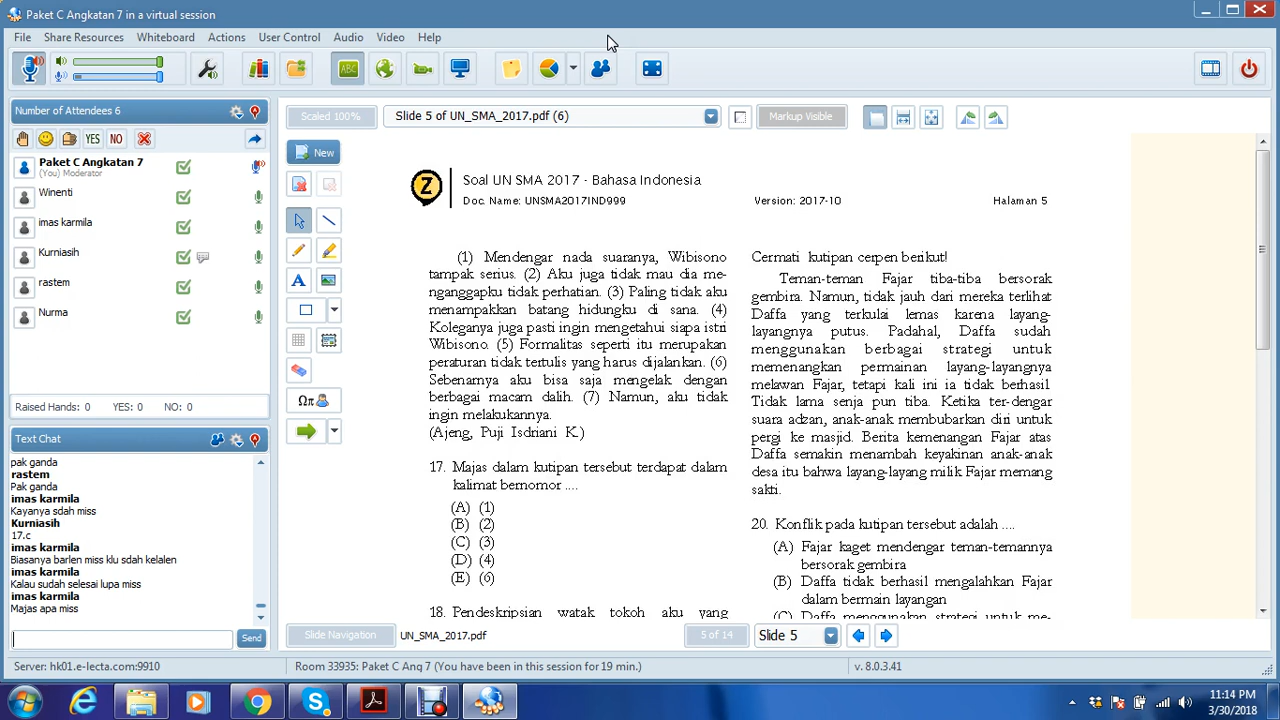 Paket C Angkatan 7 in a virtual session
File Share Resources Whiteboard Actions User Control Audio Video Help
ABC
Number of Attendees 6
YES NO
Paket C Angkatan 7
(You) Moderator
Winenti
imas karmila
Kurniasih
rastem
Nurma
Raised Hands: 0 YES: 0 NO: 0
Text Chat
pak ganda
rastem
Pak ganda
imas karmila
Kayanya sdah miss
Kurniasih
17.c
imas karmila
Biasanya barlen miss klu sdah kelalen
imas karmila
Kalau sudah selesai lupa miss
imas karmila
Majas apa miss
Send
Scaled 100%
Slide 5 of UN_SMA_2017.pdf (6)
Markup Visible
New
A
Ωπ
Z
Soal UN SMA 2017 - Bahasa Indonesia
Doc. Name: UNSMA2017IND999 Version: 2017-10 Halaman 5
(1) Mendengar nada suaranya, Wibisono
tampak serius. (2) Aku juga tidak mau dia me-
nganggapku tidak perhatian. (3) Paling tidak aku
menampakkan batang hidungku di sana. (4)
Koleganya juga pasti ingin mengetahui siapa istri
Wibisono. (5) Formalitas seperti itu merupakan
peraturan tidak tertulis yang harus dijalankan. (6)
Sebenarnya aku bisa saja mengelak dengan
berbagai macam dalih. (7) Namun, aku tidak
ingin melakukannya.
(Ajeng, Puji Isdriani K.)
17. Majas dalam kutipan tersebut terdapat dalam
kalimat bernomor ....
(A) (1)
(B) (2)
(C) (3)
(D) (4)
(E) (6)
18. Pendeskripsian watak tokoh aku yang
Cermati kutipan cerpen berikut!
Teman-teman Fajar tiba-tiba bersorak
gembira. Namun, tidak jauh dari mereka terlihat
Daffa yang terkulai lemas karena layang-
layangnya putus. Padahal, Daffa sudah
menggunakan berbagai strategi untuk
memenangkan permainan layang-layangnya
melawan Fajar, tetapi kali ini ia tidak berhasil.
Tidak lama senja pun tiba. Ketika ter-dengar
suara adzan, anak-anak membubarkan diri untuk
pergi ke masjid. Berita kemenangan Fajar atas
Daffa semakin menambah keyakinan anak-anak
desa itu bahwa layang-layang milik Fajar memang
sakti.
20. Konflik pada kutipan tersebut adalah ....
(A) Fajar kaget mendengar teman-temannya
bersorak gembira
(B) Daffa tidak berhasil mengalahkan Fajar
dalam bermain layangan
(C) Daffa menggunakan strategi untuk me-
Slide Navigation UN_SMA_2017.pdf 5 of 14 Slide 5
Server: hk01.e-lecta.com:9910 Room 33935: Paket C Ang 7 (You have been in this session for 19 min.) v. 8.0.3.41
11:14 PM
3/30/2018